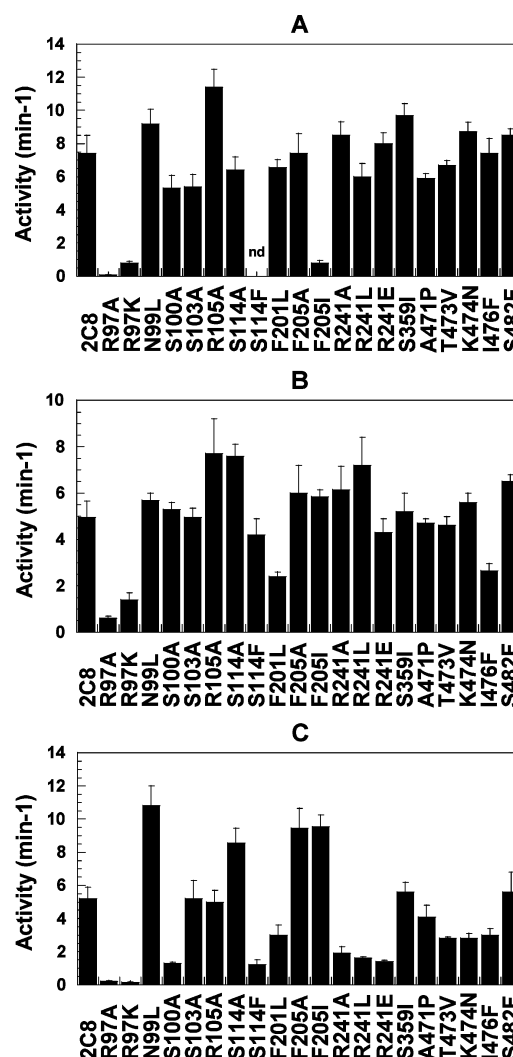 A
14
12
10
8
6
4
2
0
Activity (min-1)
nd
2C8 R97A R97K N99L S100A S103A R105A S114A S114F F201L F205A F205I R241A R241L R241E S359I A471P T473V K474N I476F S482F
B
10
8
6
4
2
0
Activity (min-1)
2C8 R97A R97K N99L S100A S103A R105A S114A S114F F201L F205A F205I R241A R241L R241E S359I A471P T473V K474N I476F S482F
C
14
12
10
8
6
4
2
0
Activity (min-1)
2C8 R97A R97K N99L S100A S103A R105A S114A S114F F201L F205A F205I R241A R241L R241E S359I A471P T473V K474N I476F S482F